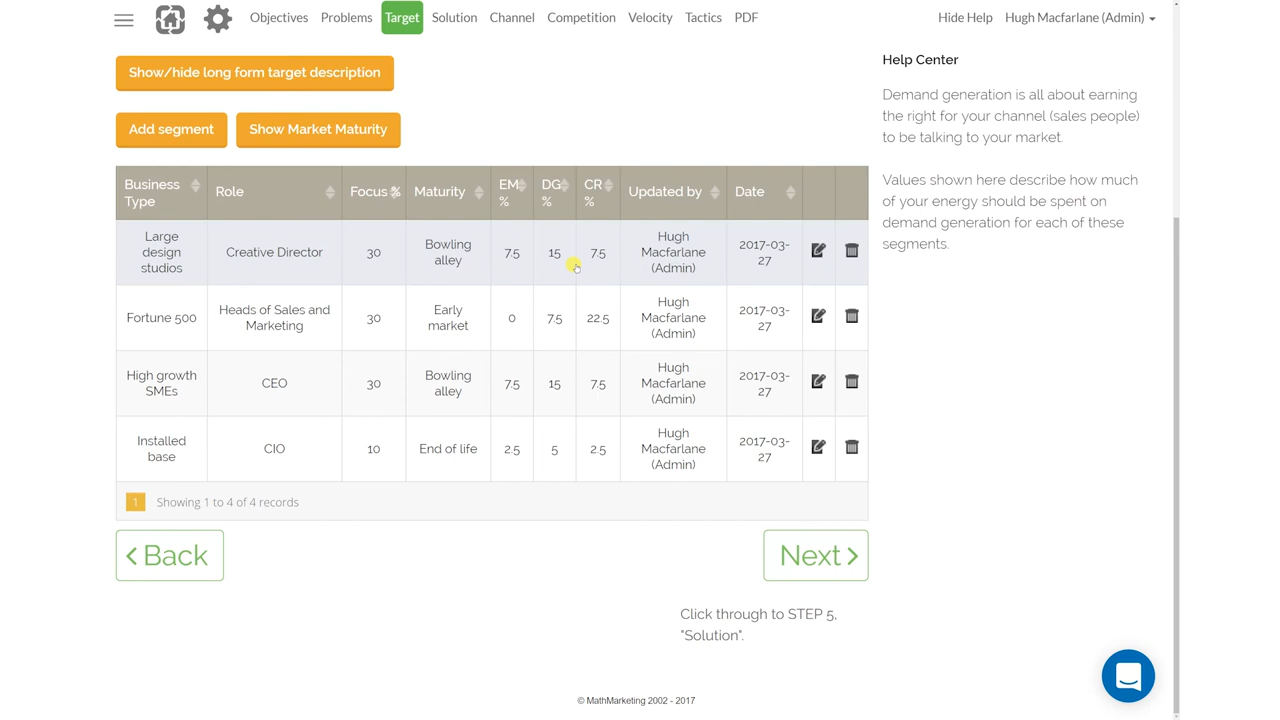 Objectives Problems Target Solution Channel Competition Velocity Tactics PDF Hide Help Hugh Macfarlane (Admin)
Show/hide long form target description
Add segment Show Market Maturity
Business Type Role Focus % Maturity EM % DG % CR % Updated by Date
Large design studios Creative Director 30 Bowling alley 7.5 15 7.5 Hugh Macfarlane (Admin) 2017-03-27
Fortune 500 Heads of Sales and Marketing 30 Early market 0 7.5 22.5 Hugh Macfarlane (Admin) 2017-03-27
High growth SMEs CEO 30 Bowling alley 7.5 15 7.5 Hugh Macfarlane (Admin) 2017-03-27
Installed base CIO 10 End of life 2.5 5 2.5 Hugh Macfarlane (Admin) 2017-03-27
1 Showing 1 to 4 of 4 records
Back Next
Click through to STEP 5,
"Solution".
Help Center
Demand generation is all about earning
the right for your channel (sales people)
to be talking to your market.
Values shown here describe how much
of your energy should be spent on
demand generation for each of these
segments.
© MathMarketing 2002 - 2017